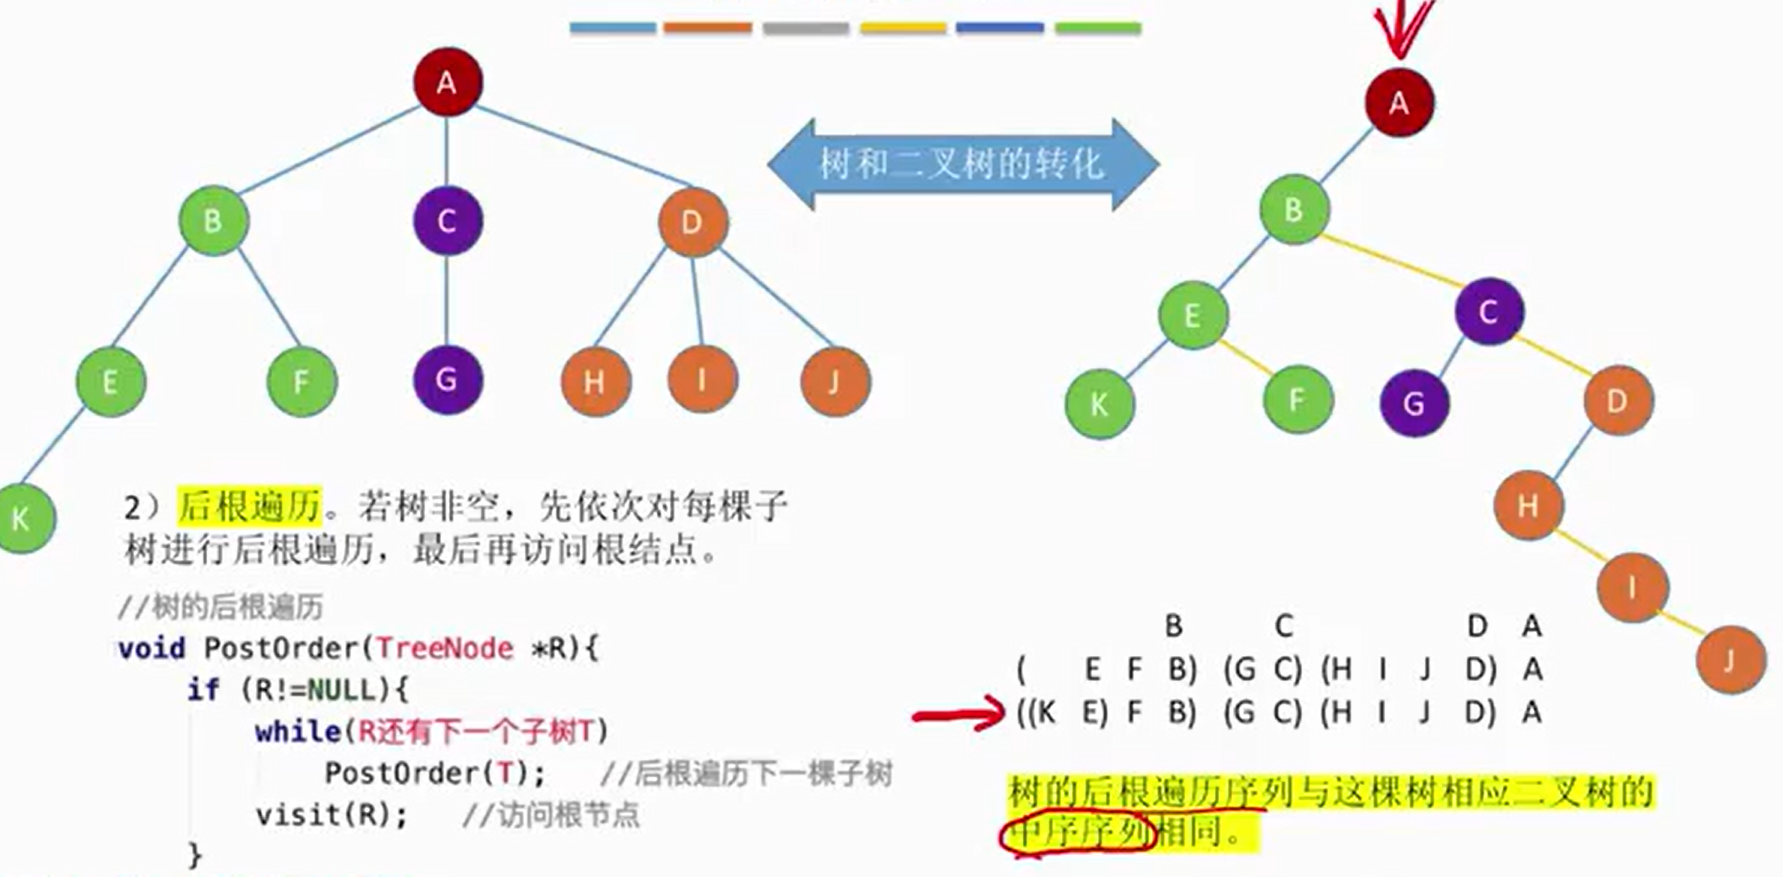 A
A
树和二叉树的转化
B
C
D
B
E
C
E
F
G
H
I
J
K
F
G
D
K
H
I
J
2）后根遍历。若树非空，先依次对每棵子
树进行后根遍历，最后再访问根结点。
//树的后根遍历
void PostOrder(TreeNode *R){
if (R!=NULL){
while(R还有下一个子树T)
PostOrder(T); //后根遍历下一棵子树
visit(R); //访问根节点
}
B C D A
( E F B) (G C) (H I J D) A
((K E) F B) (G C) (H I J D) A
树的后根遍历序列与这棵树相应二叉树的
中序序列相同。